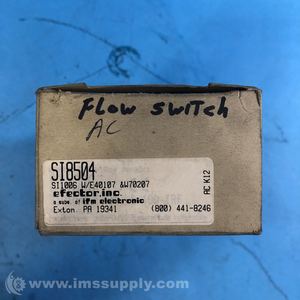 Flow Switch
AC
SI8504
SI1006 W/E40107 &W70207
efector,inc.
a subs. of ifm electronic
Exton, PA 19341 (800) 441-8246
AC K12
www.imssupply.com